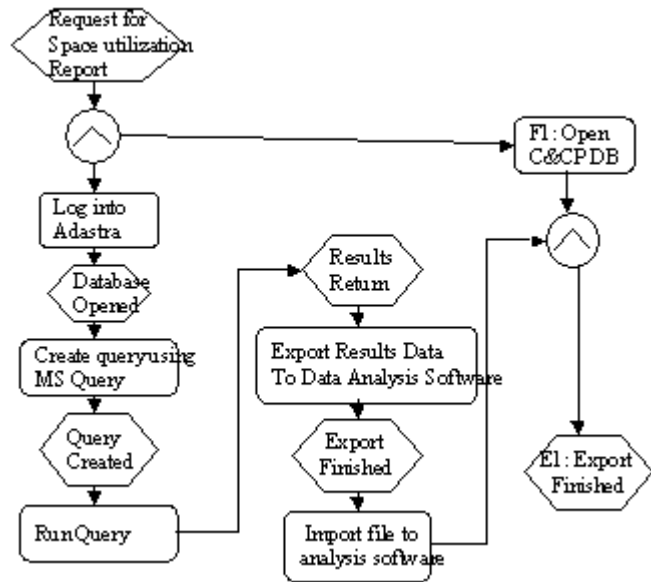 Request for
Space utilization
Report
F1 : Open
C&CP DB
Log into
Adastra
Database
Opened
Create query using
MS Query
Query
Created
Run Query
Results
Return
Export Results Data
To Data Analysis Software
Export
Finished
Import file to
analysis software
E1 : Export
Finished